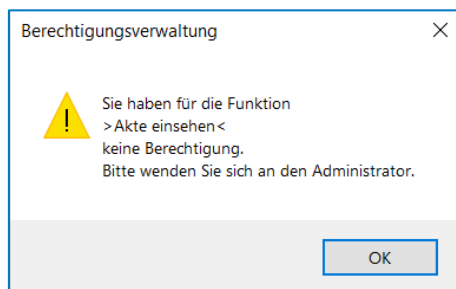 Berechtigungsverwaltung
Sie haben für die Funktion
>Akte einsehen<
keine Berechtigung.
Bitte wenden Sie sich an den Administrator.
OK